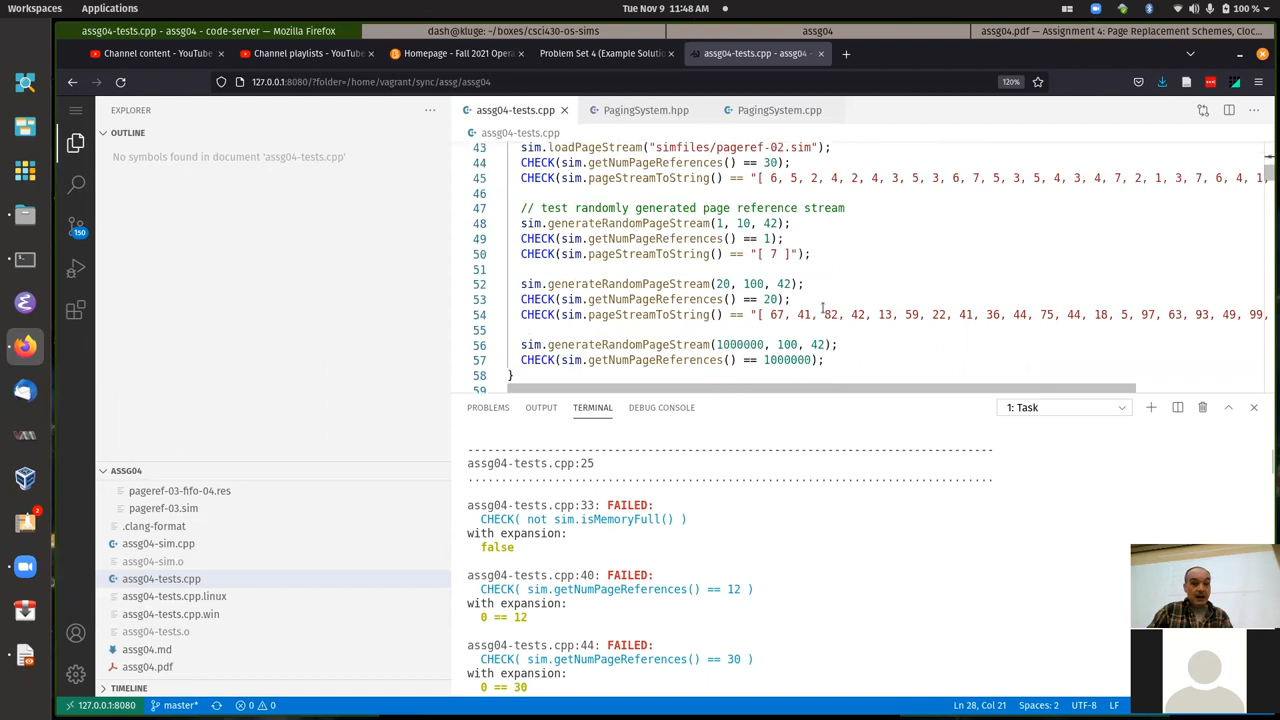 Workspaces Applications Tue Nov 9 11:48 AM 100 %
assg04-tests.cpp - assg04 - code-server — Mozilla Firefox dash@kluge: ~/boxes/csci430-os-sims assg04 assg04.pdf — Assignment 4: Page Replacement Schemes, Cloc...
Channel content - YouTube Channel playlists - YouTube Homepage - Fall 2021 Opera Problem Set 4 (Example Solution assg04-tests.cpp - assg04
127.0.0.1:8080/?folder=/home/vagrant/sync/assg/assg04 120%
EXPLORER
assg04-tests.cpp PagingSystem.hpp PagingSystem.cpp
OUTLINE
assg04-tests.cpp
No symbols found in document 'assg04-tests.cpp'
43 sim.loadPageStream("simfiles/pageref-02.sim");
44 CHECK(sim.getNumPageReferences() == 30);
45 CHECK(sim.pageStreamToString() == "[ 6, 5, 2, 4, 2, 4, 3, 5, 3, 6, 7, 5, 3, 5, 4, 3, 4, 7, 2, 1, 3, 7, 6, 4, 1,
46
47 // test randomly generated page reference stream
48 sim.generateRandomPageStream(1, 10, 42);
49 CHECK(sim.getNumPageReferences() == 1);
50 CHECK(sim.pageStreamToString() == "[ 7 ]");
51
52 sim.generateRandomPageStream(20, 100, 42);
53 CHECK(sim.getNumPageReferences() == 20);
54 CHECK(sim.pageStreamToString() == "[ 67, 41, 82, 42, 13, 59, 22, 41, 36, 44, 75, 44, 18, 5, 97, 63, 93, 49, 99,
55
56 sim.generateRandomPageStream(1000000, 100, 42);
57 CHECK(sim.getNumPageReferences() == 1000000);
58 }
59
150
2
PROBLEMS OUTPUT TERMINAL DEBUG CONSOLE 1: Task
-------------------------------------------------------------------------------
assg04-tests.cpp:25
...............................................................................
assg04-tests.cpp:33: FAILED:
CHECK( not sim.isMemoryFull() )
with expansion:
false
assg04-tests.cpp:40: FAILED:
CHECK( sim.getNumPageReferences() == 12 )
with expansion:
0 == 12
assg04-tests.cpp:44: FAILED:
CHECK( sim.getNumPageReferences() == 30 )
with expansion:
0 == 30
ASSG04
pageref-03-fifo-04.res
pageref-03.sim
.clang-format
assg04-sim.cpp
assg04-sim.o
assg04-tests.cpp
assg04-tests.cpp.linux
assg04-tests.cpp.win
assg04-tests.o
assg04.md
assg04.pdf
TIMELINE
127.0.0.1:8080 master* 0 0 Ln 28, Col 21 Spaces: 2 UTF-8 LF